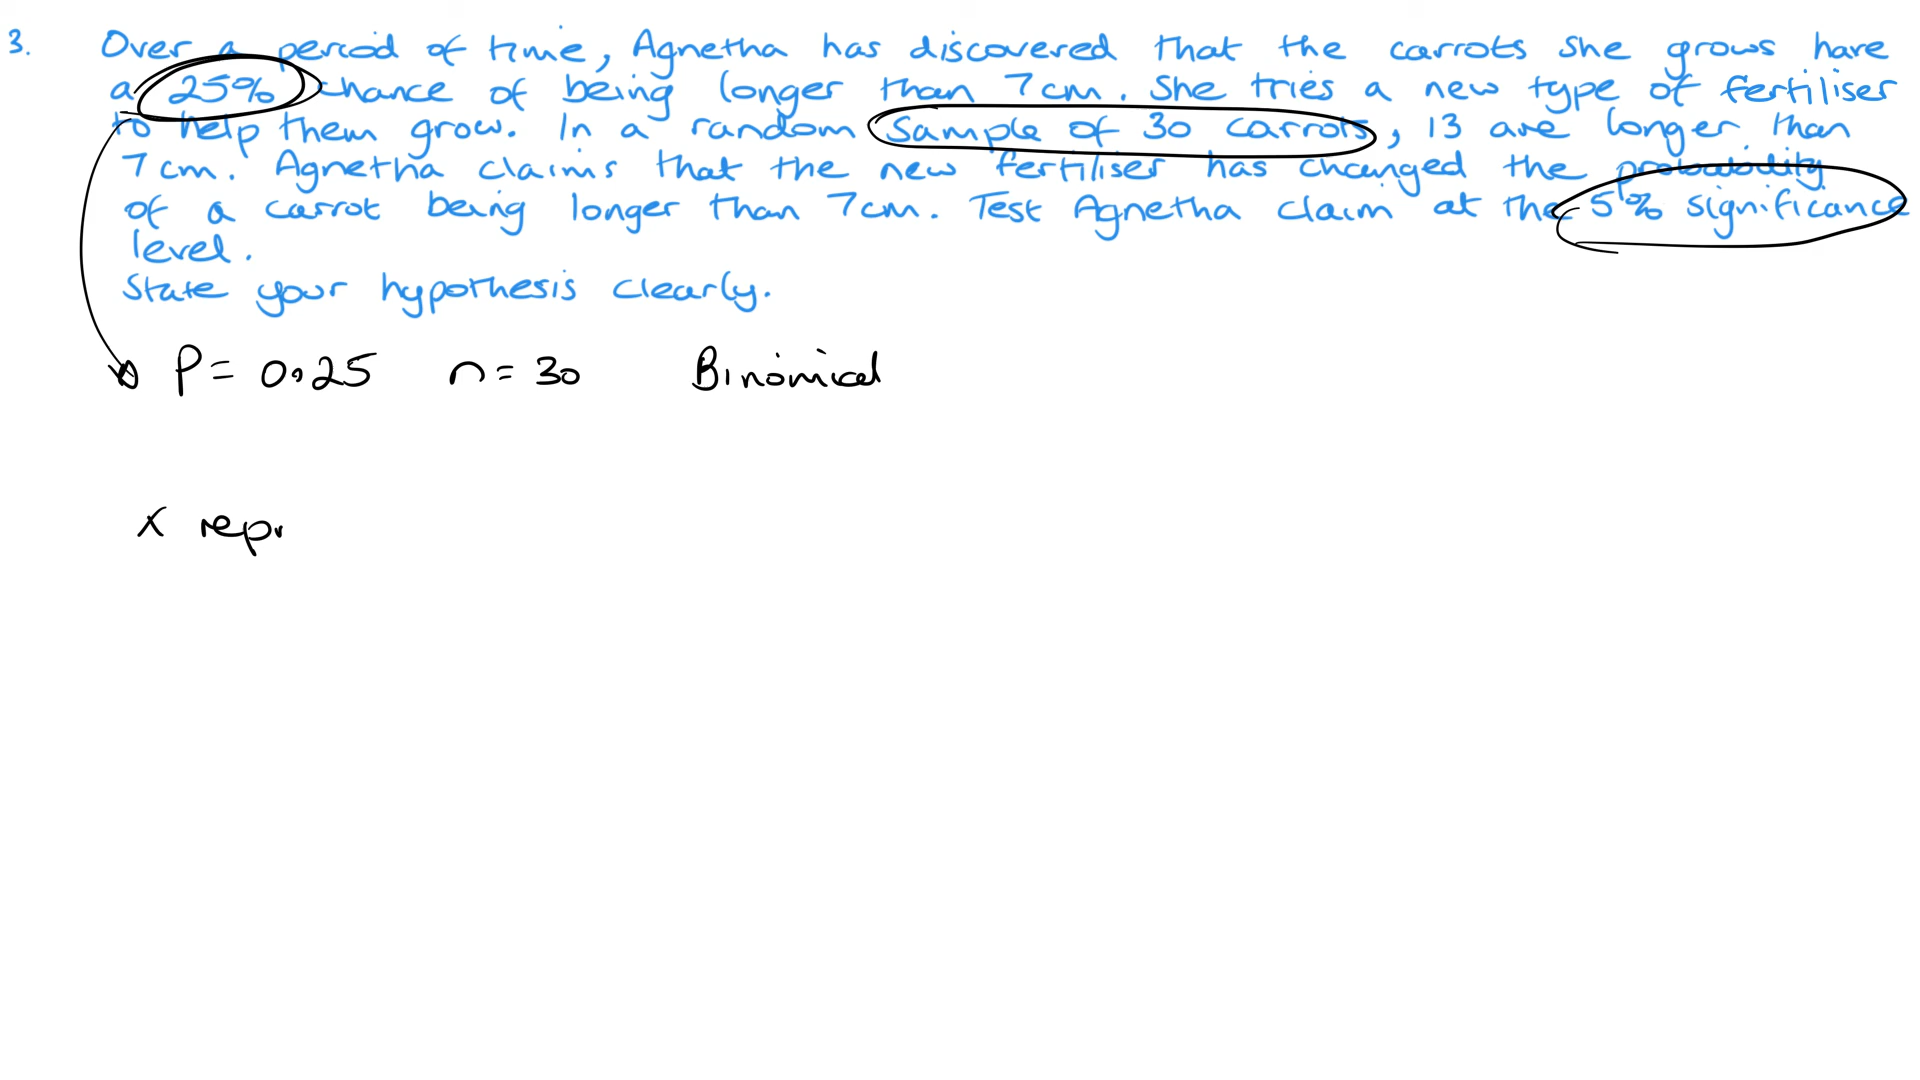 3. Over a period of time, Agnetha has discovered that the carrots she grows have
a 25% chance of being longer than 7cm. She tries a new type of fertiliser
to help them grow. In a random sample of 30 carrots, 13 are longer than
7cm. Agnetha claims that the new fertiliser has changed the probability
of a carrot being longer than 7cm. Test Agnetha claim at the 5% significance
level.
State your hypothesis clearly.
P = 0.25 n = 30 Binomical
X repr